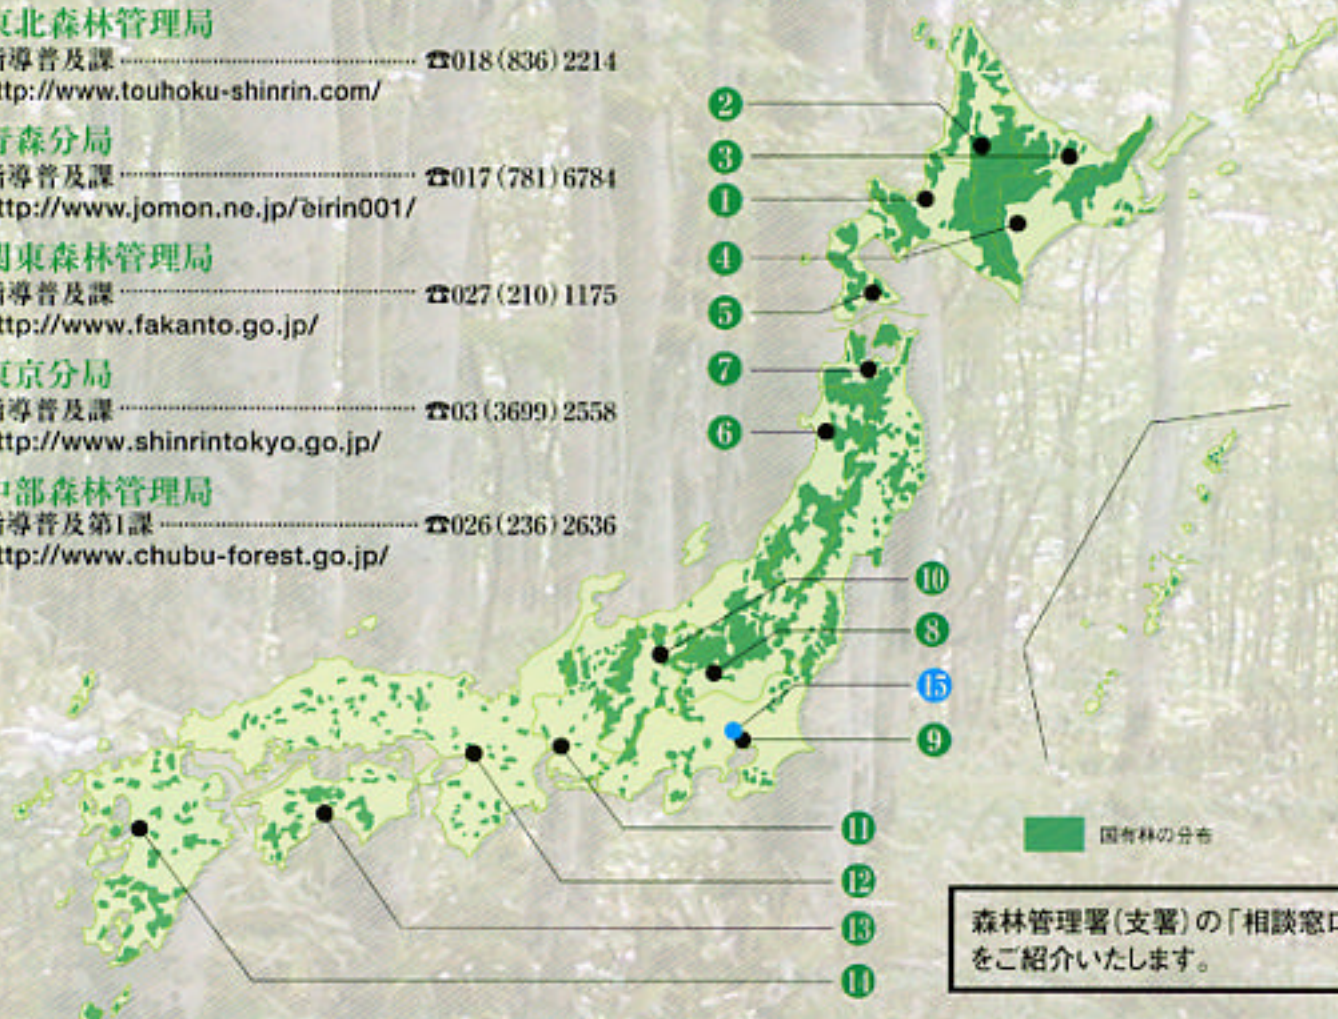 東北森林管理局
指導普及課 ☎018(836)2214
ttp://www.touhoku-shinrin.com/
青森分局
指導普及課 ☎017(781)6784
ttp://www.jomon.ne.jp/~eirin001/
関東森林管理局
指導普及課 ☎027(210)1175
ttp://www.fakanto.go.jp/
東京分局
指導普及課 ☎03(3699)2558
ttp://www.shinrintokyo.go.jp/
中部森林管理局
指導普及第1課 ☎026(236)2636
ttp://www.chubu-forest.go.jp/
②
③
①
④
⑤
⑦
⑥
⑩
⑧
⑮
⑨
⑪
⑫
⑬
⑭
国有林の分布
森林管理署(支署)の「相談窓口
をご紹介いたします。